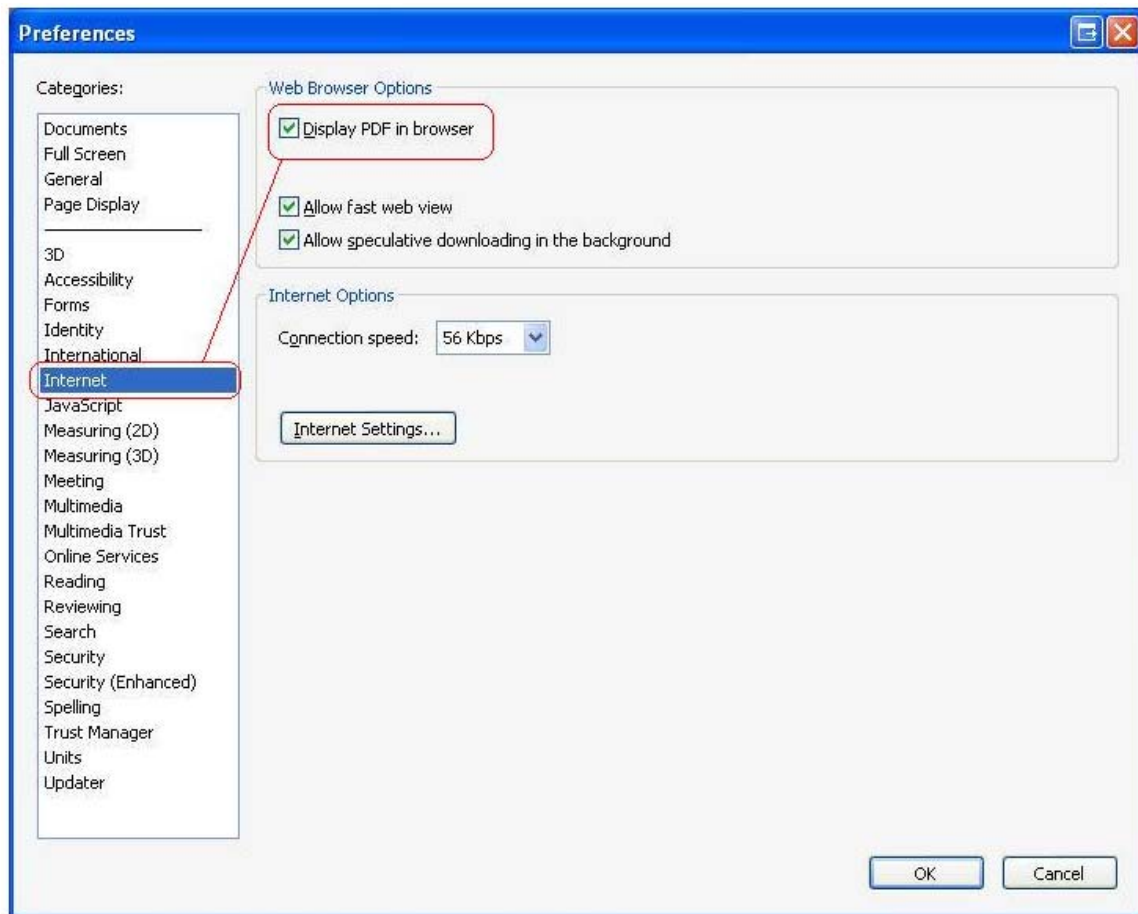 Preferences
Categories:
Documents
Full Screen
General
Page Display
3D
Accessibility
Forms
Identity
International
Internet
JavaScript
Measuring (2D)
Measuring (3D)
Meeting
Multimedia
Multimedia Trust
Online Services
Reading
Reviewing
Search
Security
Security (Enhanced)
Spelling
Trust Manager
Units
Updater
Web Browser Options
Display PDF in browser
Allow fast web view
Allow speculative downloading in the background
Internet Options
Connection speed: 56 Kbps
Internet Settings...
OK Cancel